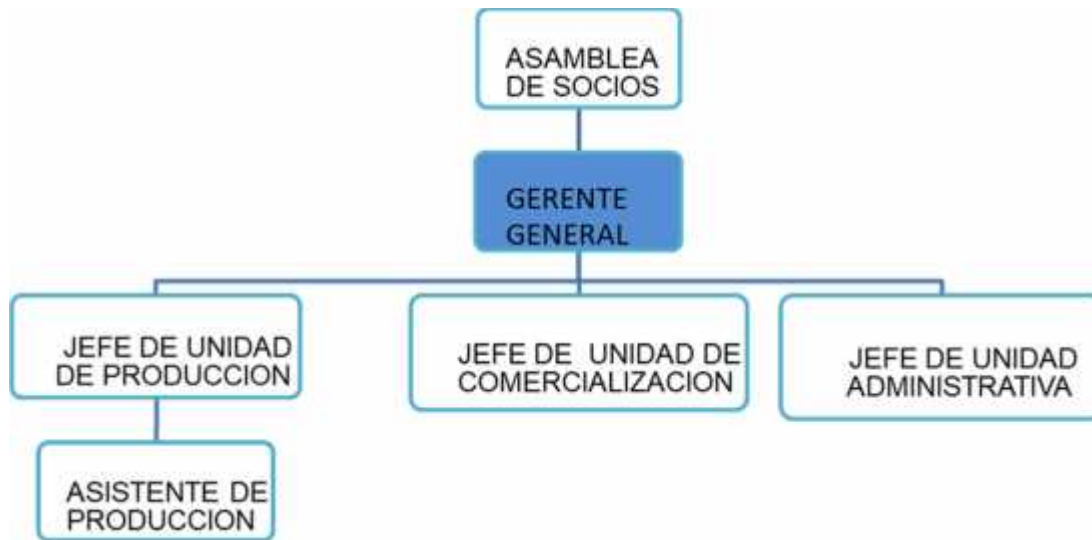 ASAMBLEA
DE SOCIOS
GERENTE
GENERAL
JEFE DE UNIDAD
DE PRODUCCION
JEFE DE UNIDAD DE
COMERCIALIZACION
JEFE DE UNIDAD
ADMINISTRATIVA
ASISTENTE DE
PRODUCCION